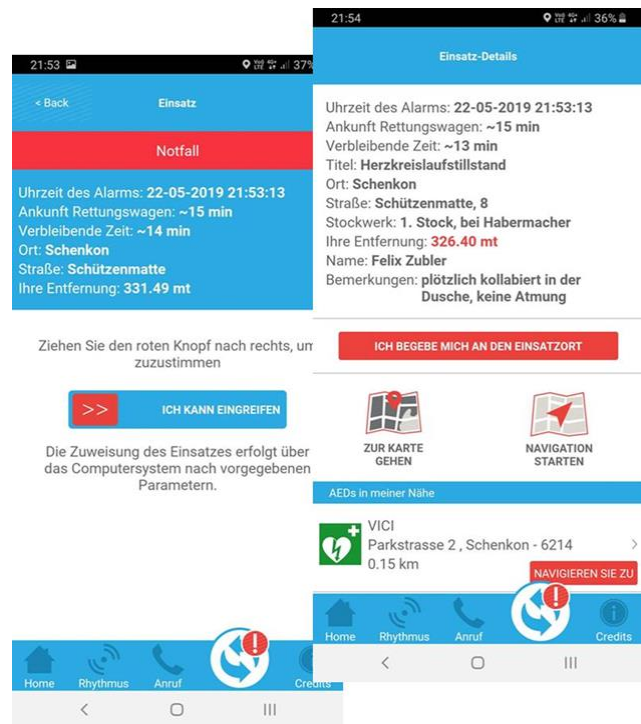 21:53
VoD LTE 4G+ 37%
< Back
Einsatz
Notfall
Uhrzeit des Alarms: 22-05-2019 21:53:13
Ankunft Rettungswagen: ~15 min
Verbleibende Zeit: ~14 min
Ort: Schenkon
Straße: Schützenmatte
Ihre Entfernung: 331.49 mt
Ziehen Sie den roten Knopf nach rechts, um
zuzustimmen
>>
ICH KANN EINGREIFEN
Die Zuweisung des Einsatzes erfolgt über
das Computersystem nach vorgegebenen
Parametern.
Home
Rhythmus
Anruf
Credits
21:54
36%
Einsatz-Details
Uhrzeit des Alarms: 22-05-2019 21:53:13
Ankunft Rettungswagen: ~15 min
Verbleibende Zeit: ~13 min
Titel: Herzkreislaufstillstand
Ort: Schenkon
Straße: Schützenmatte, 8
Stockwerk: 1. Stock, bei Habermacher
Ihre Entfernung: 326.40 mt
Name: Felix Zubler
Bemerkungen: plötzlich kollabiert in der
Dusche, keine Atmung
ICH BEGEBE MICH AN DEN EINSATZORT
ZUR KARTE
GEHEN
NAVIGATION
STARTEN
AEDs in meiner Nähe
VICI
Parkstrasse 2 , Schenkon - 6214
0.15 km
>
NAVIGIEREN SIE ZU
Home
Rhythmus
Anruf
Credits